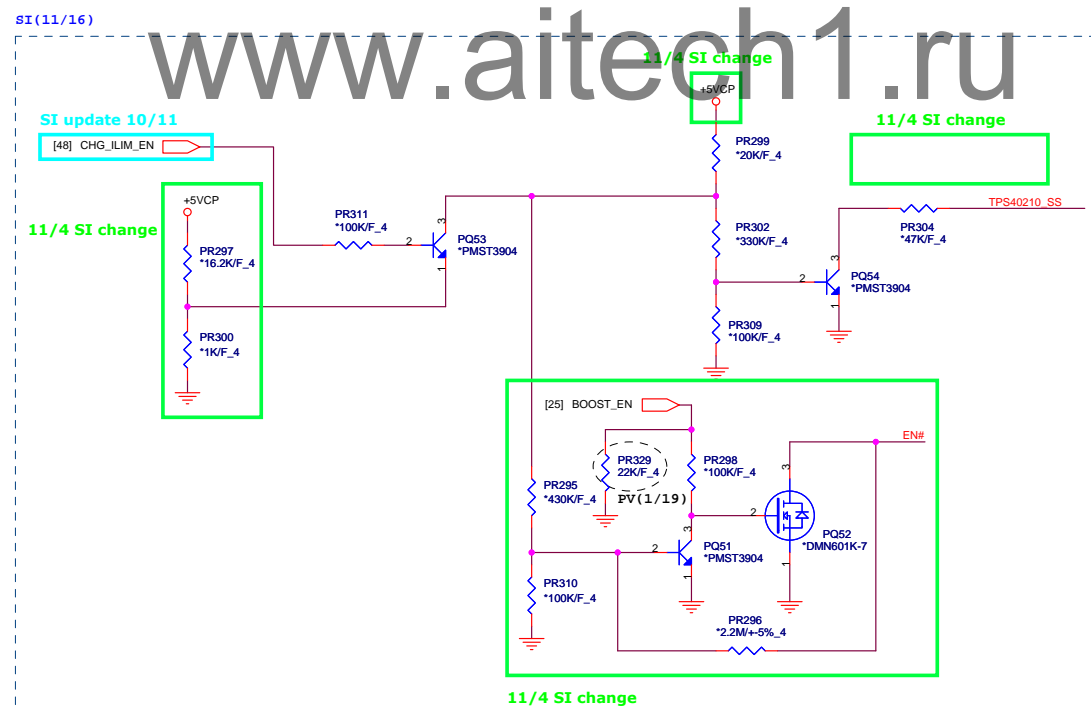 SI(11/16)
www.aitech1.ru
11/4 SI change
+5VCP
SI update 10/11
[48] CHG_ILIM_EN
11/4 SI change
PR299
*20K/F_4
+5VCP
11/4 SI change
PR297
*16.2K/F_4
PR311
*100K/F_4
2
3
1
PQ53
*PMST3904
PR302
*330K/F_4
TPS40210_SS
PR304
*47K/F_4
2
3
1
PQ54
*PMST3904
PR300
*1K/F_4
PR309
*100K/F_4
[25] BOOST_EN
EN#
PR329
22K/F_4
PV(1/19)
PR298
*100K/F_4
PR295
*430K/F_4
3
2
1
PQ51
*PMST3904
3
2
1
PQ52
*DMN601K-7
PR310
*100K/F_4
PR296
*2.2M/+-5%_4
11/4 SI change